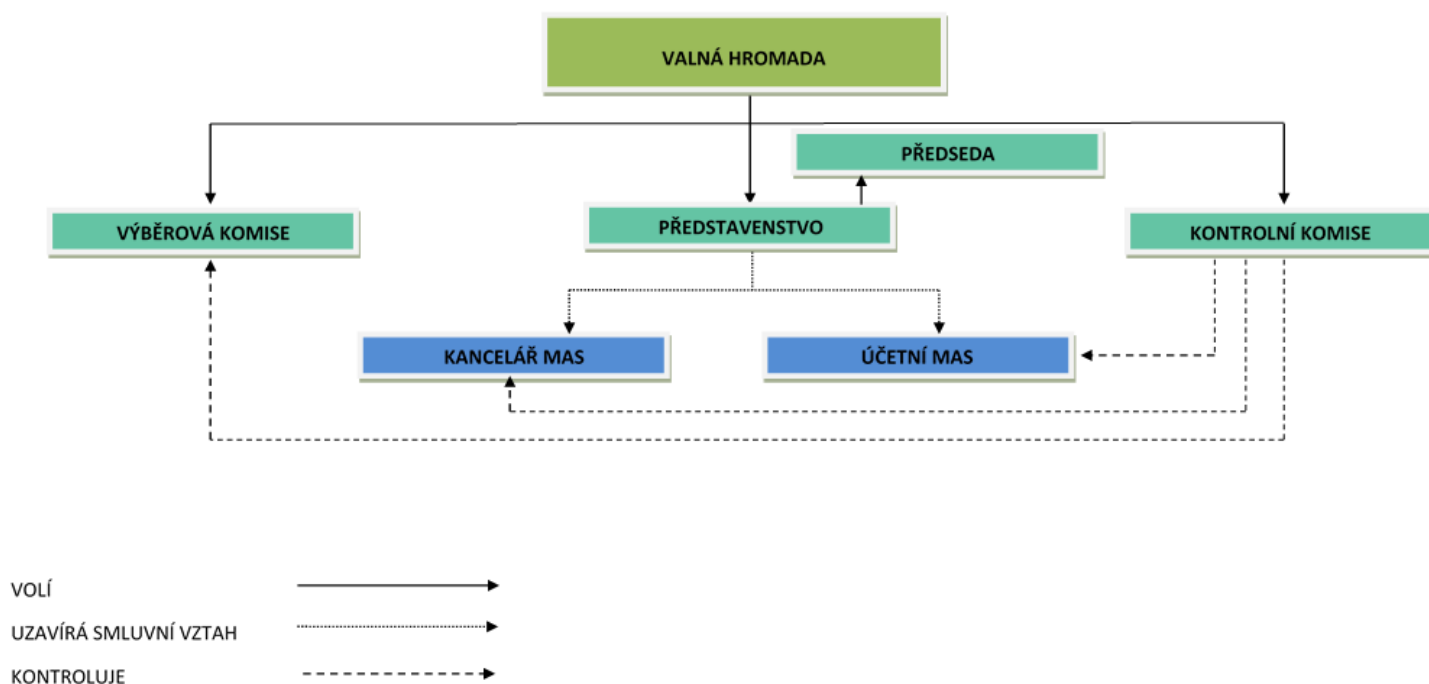 VALNÁ HROMADA
PŘEDSEDA
VÝBĚROVÁ KOMISE
PŘEDSTAVENSTVO
KONTROLNÍ KOMISE
KANCELÁŘ MAS
ÚČETNÍ MAS
VOLÍ
UZAVÍRÁ SMLUVNÍ VZTAH
KONTROLUJE